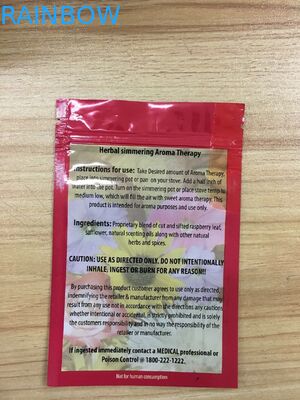 RAINBOW
Herbal simmering Aroma Therapy
Instructions for use: Take Desired amount of Aroma Therapy,
place into simmering pot or pan on your stove. Add a half inch of
water into the pot. Turn on the simmering pot or place stove temp to
medium low, which will fill the air with sweet aroma therapy. This
product is intended for aroma purposes and use only.
Ingredients: Proprietary blend of cut and sifted raspberry leaf,
safflower, natural scenting oils along with other natural
herbs and spices.
CAUTION: USE AS DIRECTED ONLY. DO NOT INTENTIONALLY
INHALE, INGEST OR BURN FOR ANY REASON!!
By purchasing this product customer agrees to use only as directed,
indemnifying the retailer & manufacturer from any damage that may
result from any use not in accordance with the directions any cautions
whether intentional or accidental, is strictly prohibited and is solely
the customers responsibility and in no way the responsibility of the
retailer or manufacturer.
If ingested immediately contact a MEDICAL professional or
Poison Control @ 1800-222-1222.
Not for human consumption